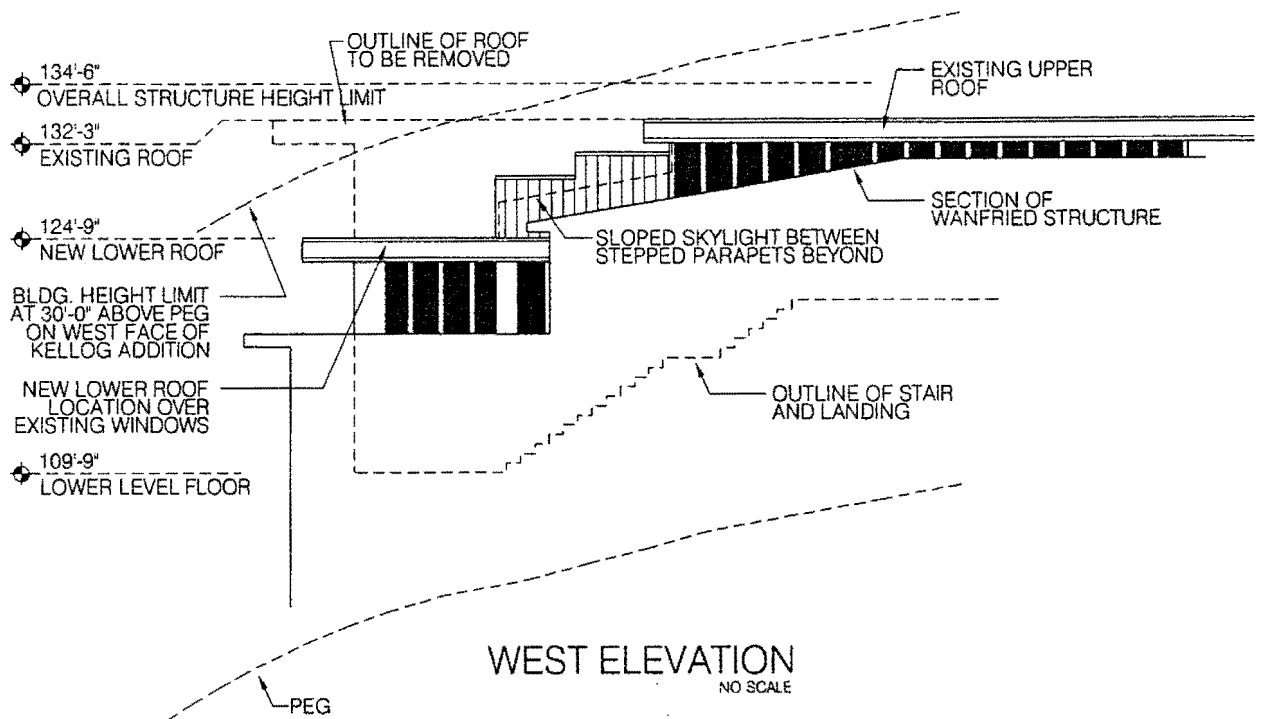 OUTLINE OF ROOF
TO BE REMOVED
134'-6"
OVERALL STRUCTURE HEIGHT LIMIT
EXISTING UPPER
ROOF
132'-3"
EXISTING ROOF
SECTION OF
WANFRIED STRUCTURE
124'-9"
NEW LOWER ROOF
SLOPED SKYLIGHT BETWEEN
STEPPED PARAPETS BEYOND
BLDG. HEIGHT LIMIT
AT 30'-0" ABOVE PEG
ON WEST FACE OF
KELLOG ADDITION
NEW LOWER ROOF
LOCATION OVER
EXISTING WINDOWS
OUTLINE OF STAIR
AND LANDING
109'-9"
LOWER LEVEL FLOOR
WEST ELEVATION
NO SCALE
PEG